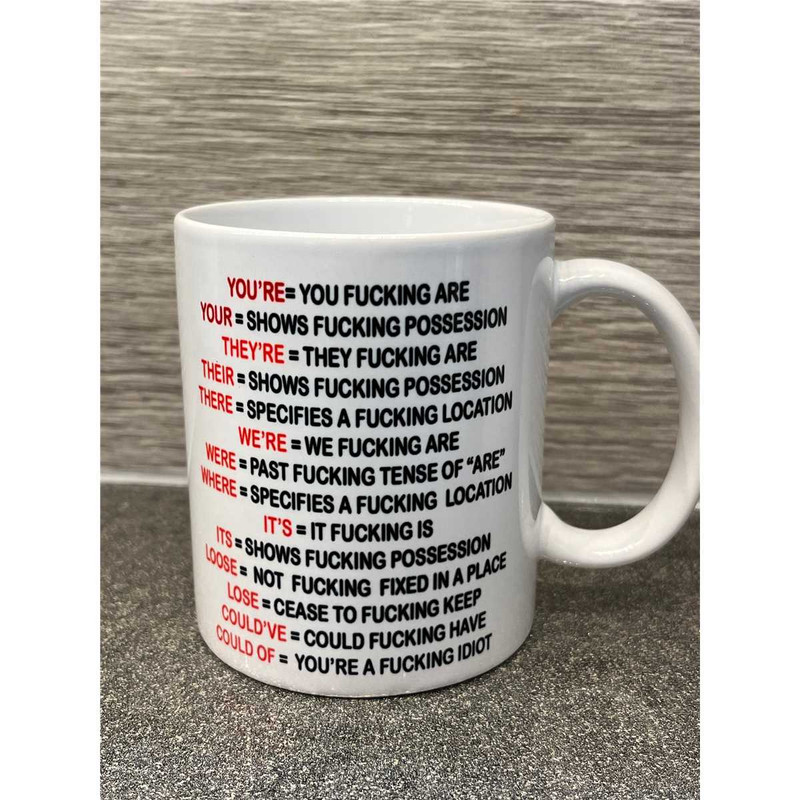 YOU'RE= YOU FUCKING ARE
YOUR = SHOWS FUCKING POSSESSION
THEY'RE = THEY FUCKING ARE
THEIR = SHOWS FUCKING POSSESSION
THERE = SPECIFIES A FUCKING LOCATION
WE'RE = WE FUCKING ARE
WERE = PAST FUCKING TENSE OF "ARE"
WHERE = SPECIFIES A FUCKING LOCATION
IT'S = IT FUCKING IS
ITS = SHOWS FUCKING POSSESSION
LOOSE = NOT FUCKING FIXED IN A PLACE
LOSE = CEASE TO FUCKING KEEP
COULD'VE = COULD FUCKING HAVE
COULD OF = YOU'RE A FUCKING IDIOT